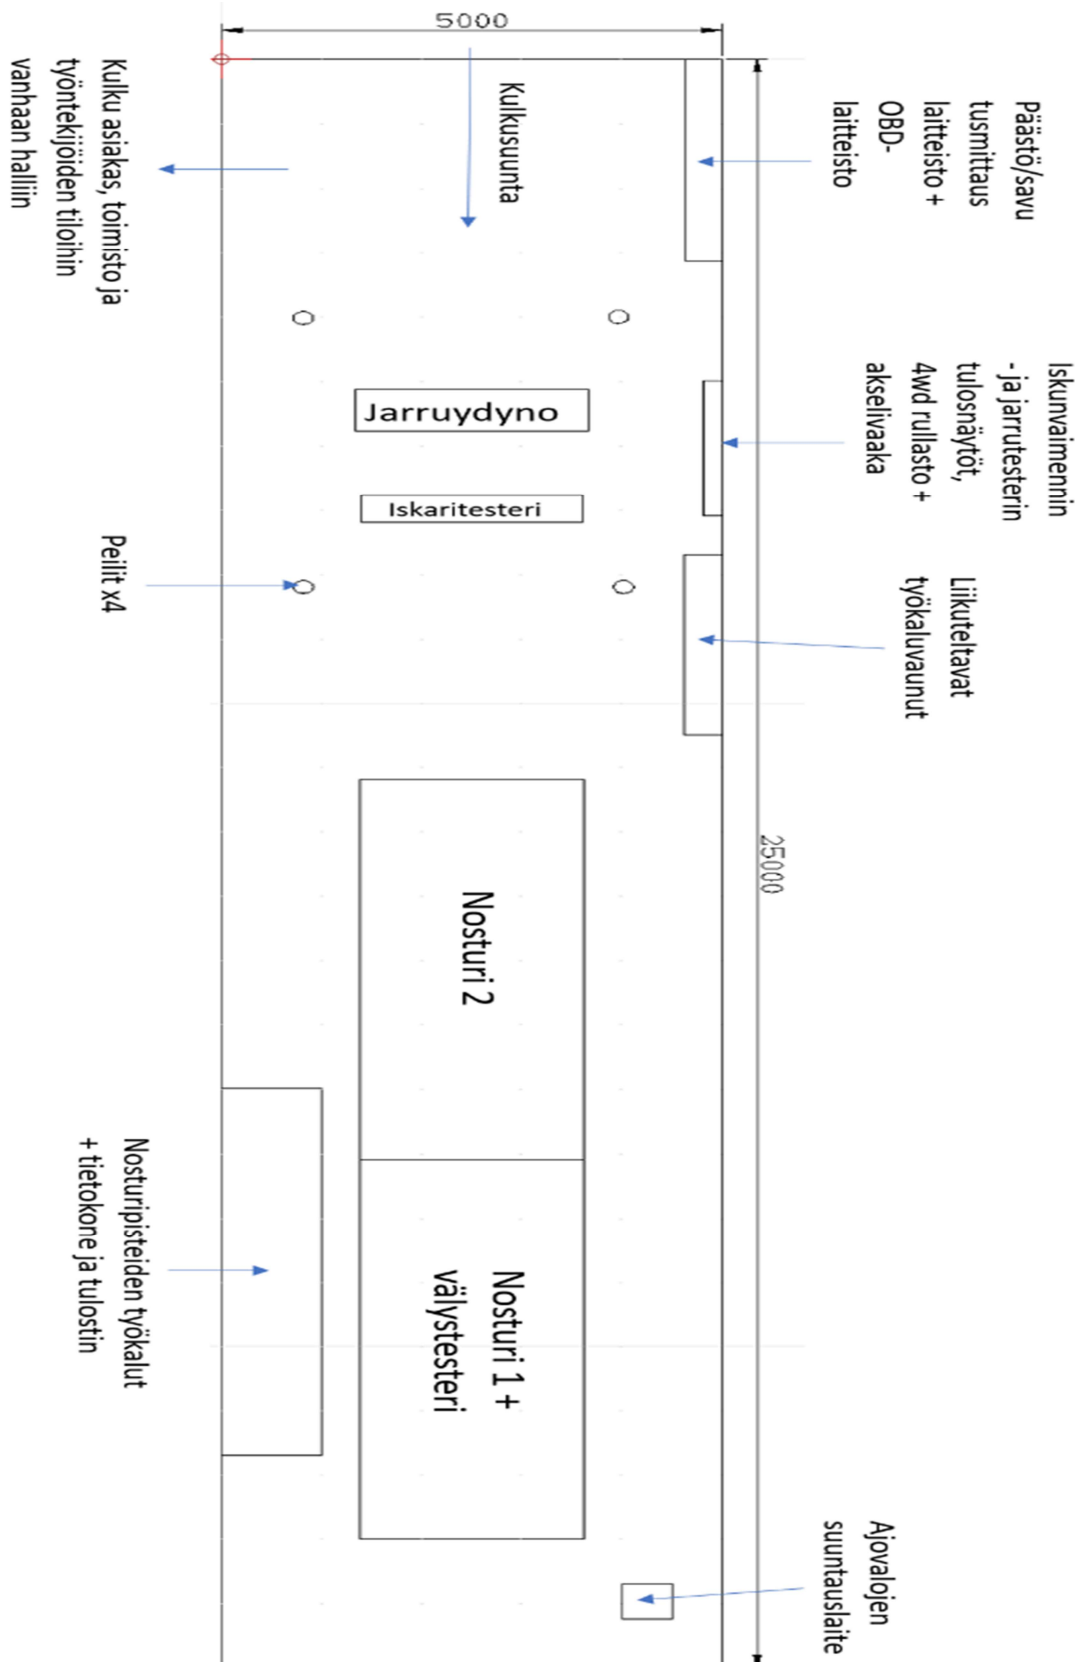 5000
Kulkusuunta
Kulku asiakas, toimisto ja
työntekijöiden tiloihin
vanhaan halliin
Päästö/savu
tusmittaus
laitteisto +
OBD-
laitteisto
Iskunvaimennin
- ja jarrutesterin
tulosnäytöt,
4wd rullasto +
akselivaaka
Jarruydyno
Iskaritesteri
Peilit x4
Liikuteltavat
työkaluvaunut
25000
Nosturi 2
Nosturi 1 +
välystesteri
Nosturipisteiden työkalut
+ tietokone ja tulostin
Ajovalojen
suuntauslaite